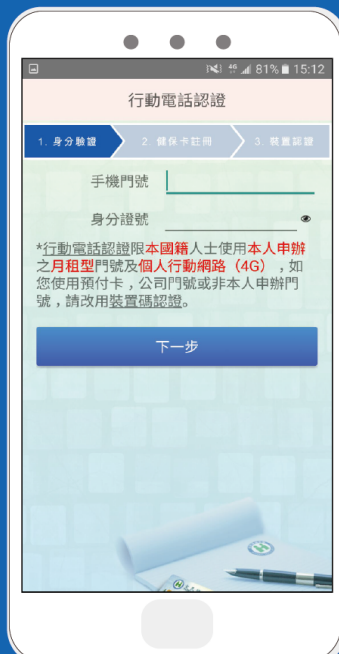 4G 81% 15:12
行動電話認證
1. 身分驗證 2. 健保卡註冊 3. 裝置認證
手機門號
身分證號
*行動電話認證限本國籍人士使用本人申辦
之月租型門號及個人行動網路（4G），如
您使用預付卡，公司門號或非本人申辦門
號，請改用裝置碼認證。
下一步